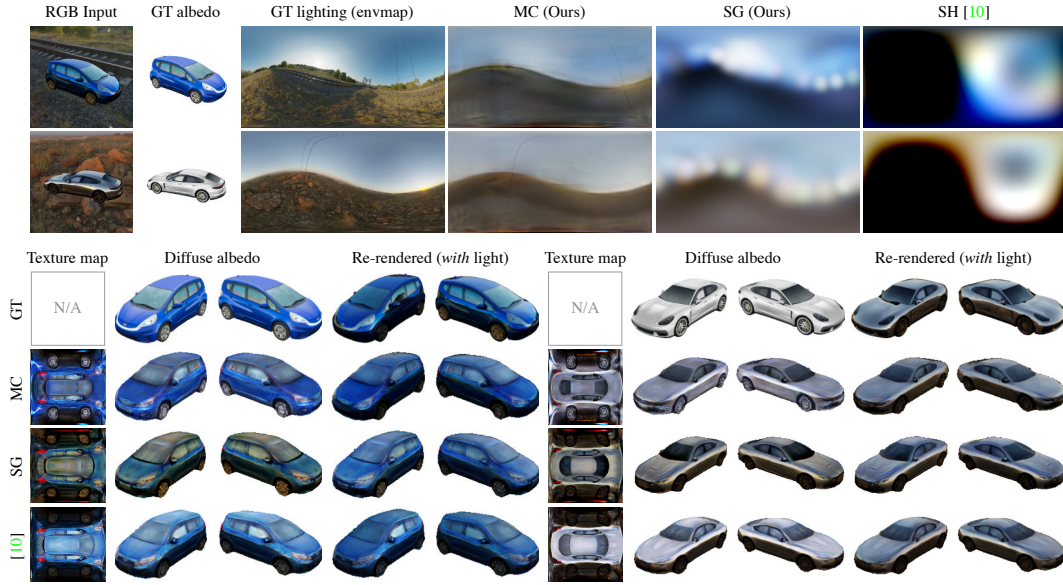 RGB Input GT albedo GT lighting (envmap) MC (Ours) SG (Ours) SH [10]
Texture map Diffuse albedo Re-rendered (with light) Texture map Diffuse albedo Re-rendered (with light)
GT N/A N/A
MC
SG
[10]